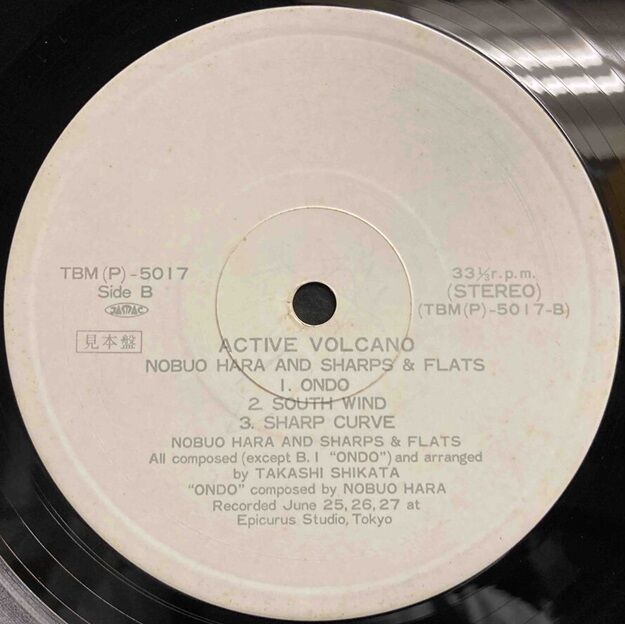 TBM(P)-5017
Side B
JASRAC
見本盤
33⅓r.p.m.
(STEREO)
(TBM(P)-5017-B)
ACTIVE VOLCANO
NOBUO HARA AND SHARPS & FLATS
1. ONDO
2. SOUTH WIND
3. SHARP CURVE
NOBUO HARA AND SHARPS & FLATS
All composed (except B. I "ONDO") and arranged
by TAKASHI SHIKATA
"ONDO" composed by NOBUO HARA
Recorded June 25, 26, 27 at
Epicurus Studio, Tokyo